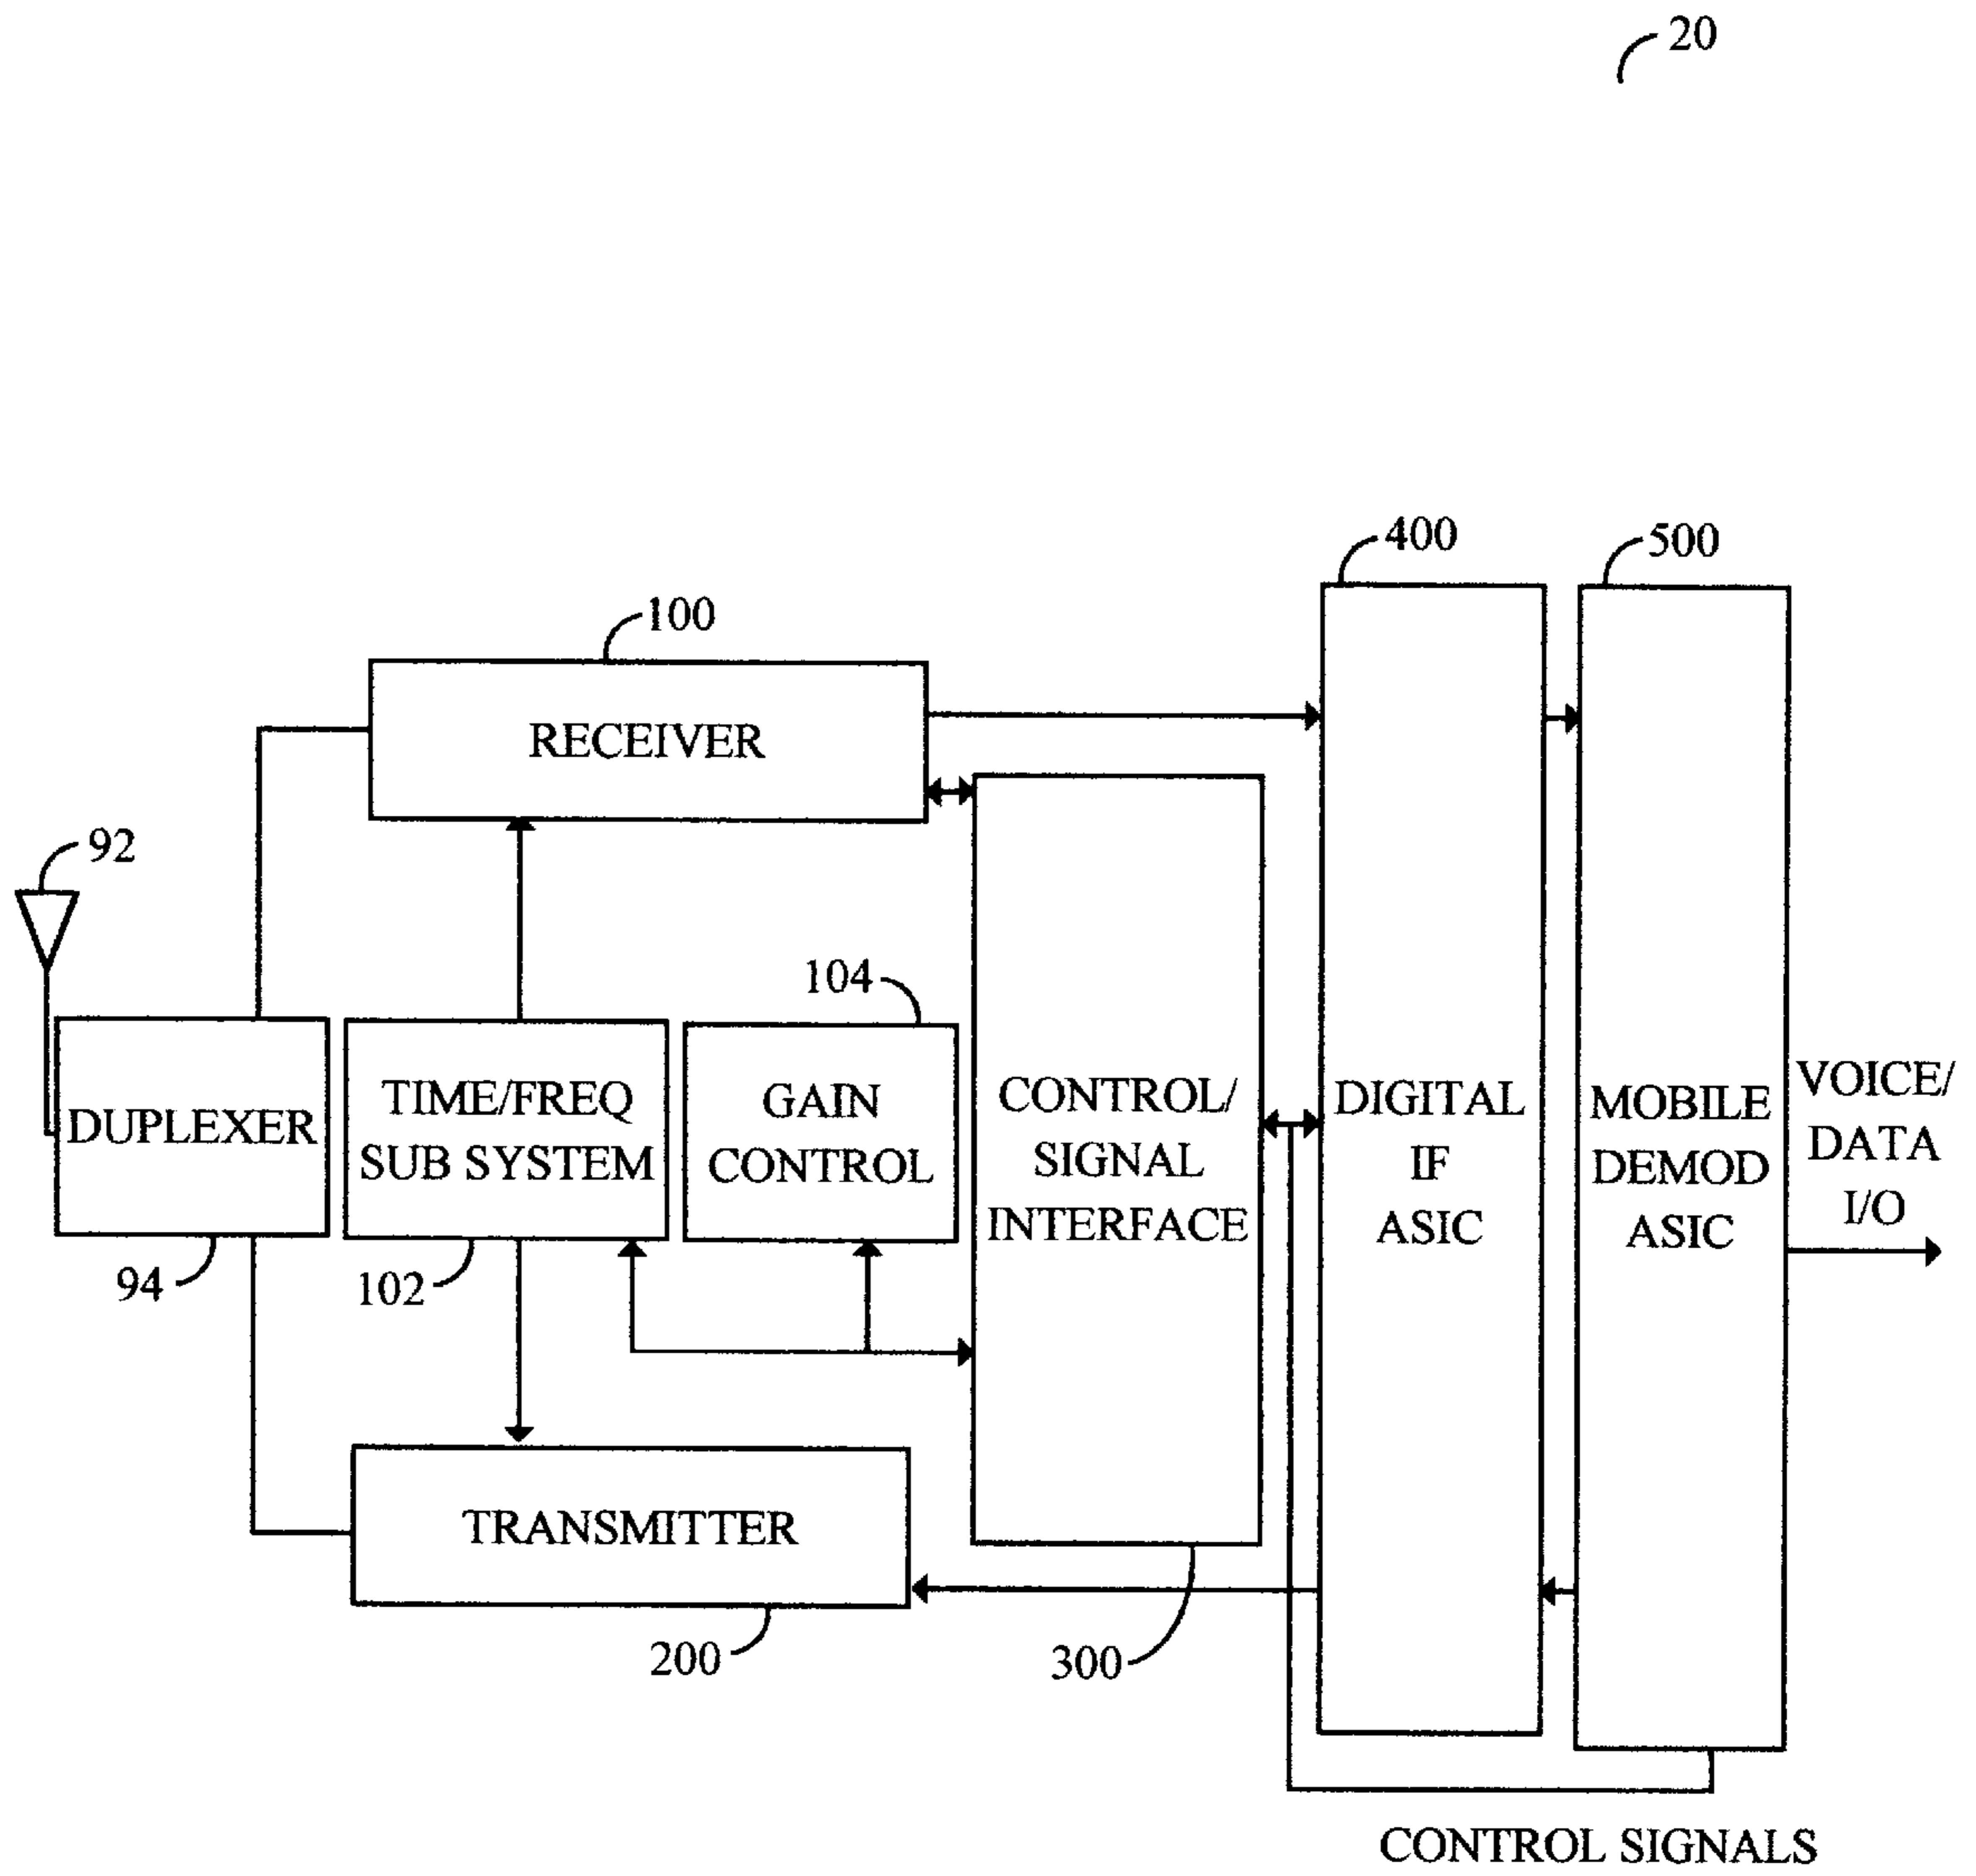 20
400
500
100
RECEIVER
92
104
DUPLEXER
TIME/FREQ
SUB SYSTEM
GAIN
CONTROL
CONTROL/
SIGNAL
INTERFACE
DIGITAL
IF
ASIC
MOBILE
DEMOD
ASIC
VOICE/
DATA
I/O
94
102
TRANSMITTER
200
300
CONTROL SIGNALS